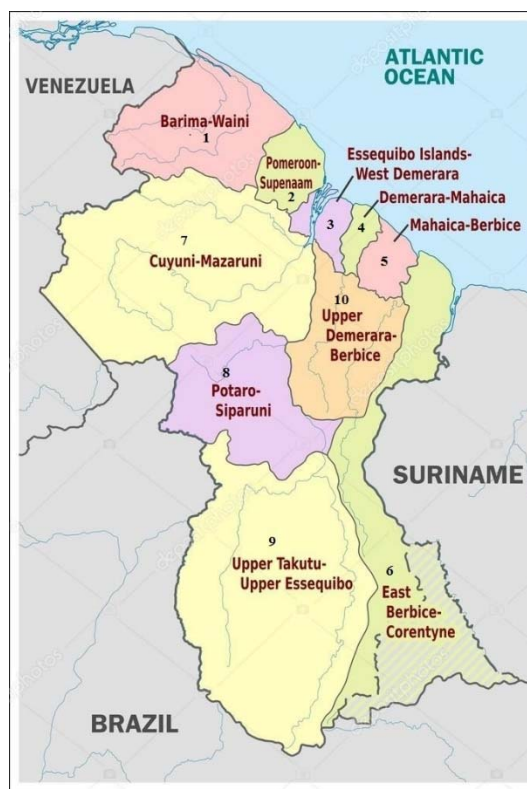 ATLANTIC
OCEAN
VENEZUELA
Barima-Waini
1
Pomeroon-
Supenaam
2
Essequibo Islands-
West Demerara
3
Demerara-Mahaica
4
Mahaica-Berbice
5
7
Cuyuni-Mazaruni
10
Upper
Demerara-
Berbice
8
Potaro-
Siparuni
SURINAME
9
Upper Takutu-
Upper Essequibo
6
East
Berbice-
Corentyne
BRAZIL
depositphotos